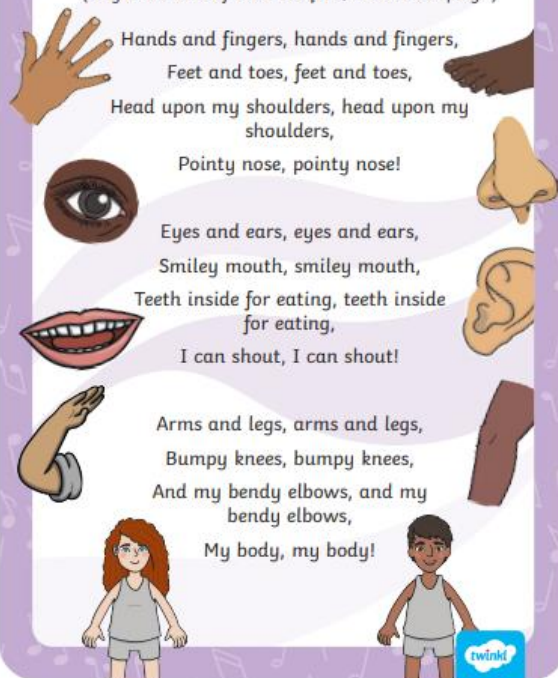 Hands and fingers, hands and fingers,
Feet and toes, feet and toes,
Head upon my shoulders, head upon my
shoulders,
Pointy nose, pointy nose!
Eyes and ears, eyes and ears,
Smiley mouth, smiley mouth,
Teeth inside for eating, teeth inside
for eating,
I can shout, I can shout!
Arms and legs, arms and legs,
Bumpy knees, bumpy knees,
And my bendy elbows, and my
bendy elbows,
My body, my body!
twinkl